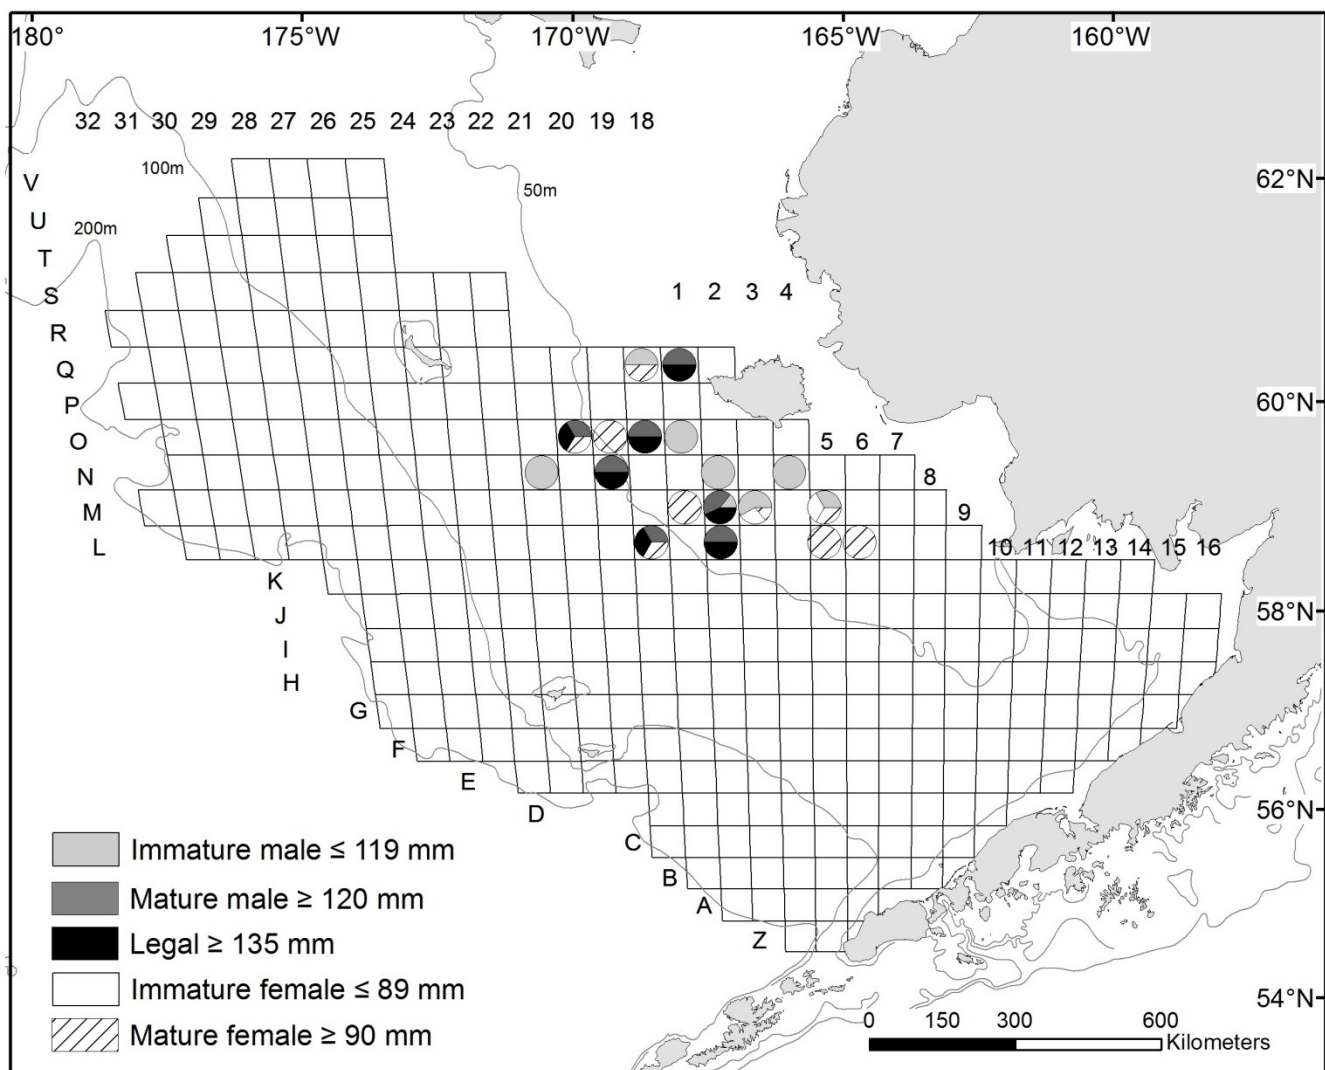 180° 175°W 170°W 165°W 160°W
32 31 30 29 28 27 26 25 24 23 22 21 20 19 18
100m
62°N
V
50m
U
200m
T
S
1 2 3 4
R
Q
P
60°N
O
5 6 7
N
8
M
9
L
10 11 12 13 14 15 16
K
J
58°N
I
H
G
F
E
D
56°N
C
Immature male ≤ 119 mm
B
Mature male ≥ 120 mm
A
Legal ≥ 135 mm
Z
Immature female ≤ 89 mm
54°N
Mature female ≥ 90 mm
0 150 300 600
Kilometers